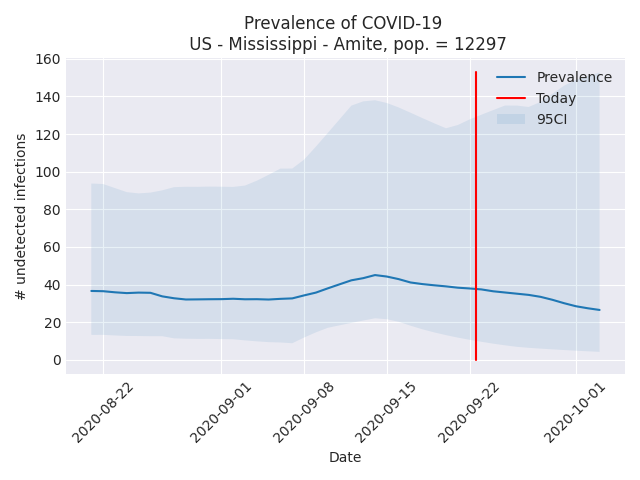 Prevalence of COVID-19
US - Mississippi - Amite, pop. = 12297
160
140
120
100
80
60
40
20
0
# undetected infections
Prevalence
Today
95CI
2020-08-22
2020-09-01
2020-09-08
2020-09-15
2020-09-22
2020-10-01
Date